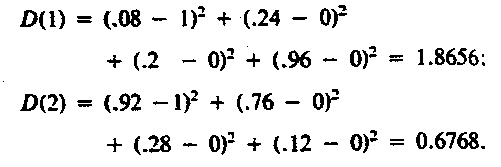 D(1) = (.08 − 1)² + (.24 − 0)²
+ (.2 − 0)² + (.96 − 0)² = 1.8656;
D(2) = (.92 −1)² + (.76 − 0)²
+ (.28 − 0)² + (.12 − 0)² = 0.6768.